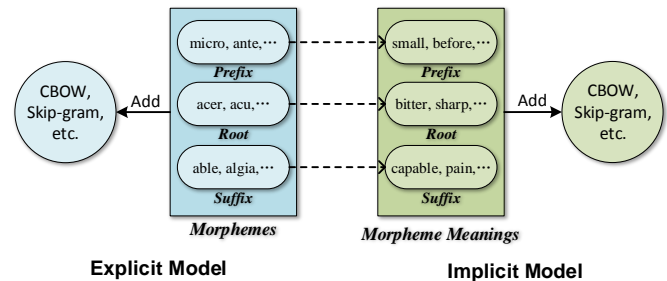 CBOW,
Skip-gram,
etc.
Add
micro, ante,···
Prefix
acer, acu,···
Root
able, algia,···
Suffix
Morphemes
Explicit Model
small, before,···
Prefix
bitter, sharp,···
Root
capable, pain,···
Suffix
Morpheme Meanings
Add
CBOW,
Skip-gram,
etc.
Implicit Model